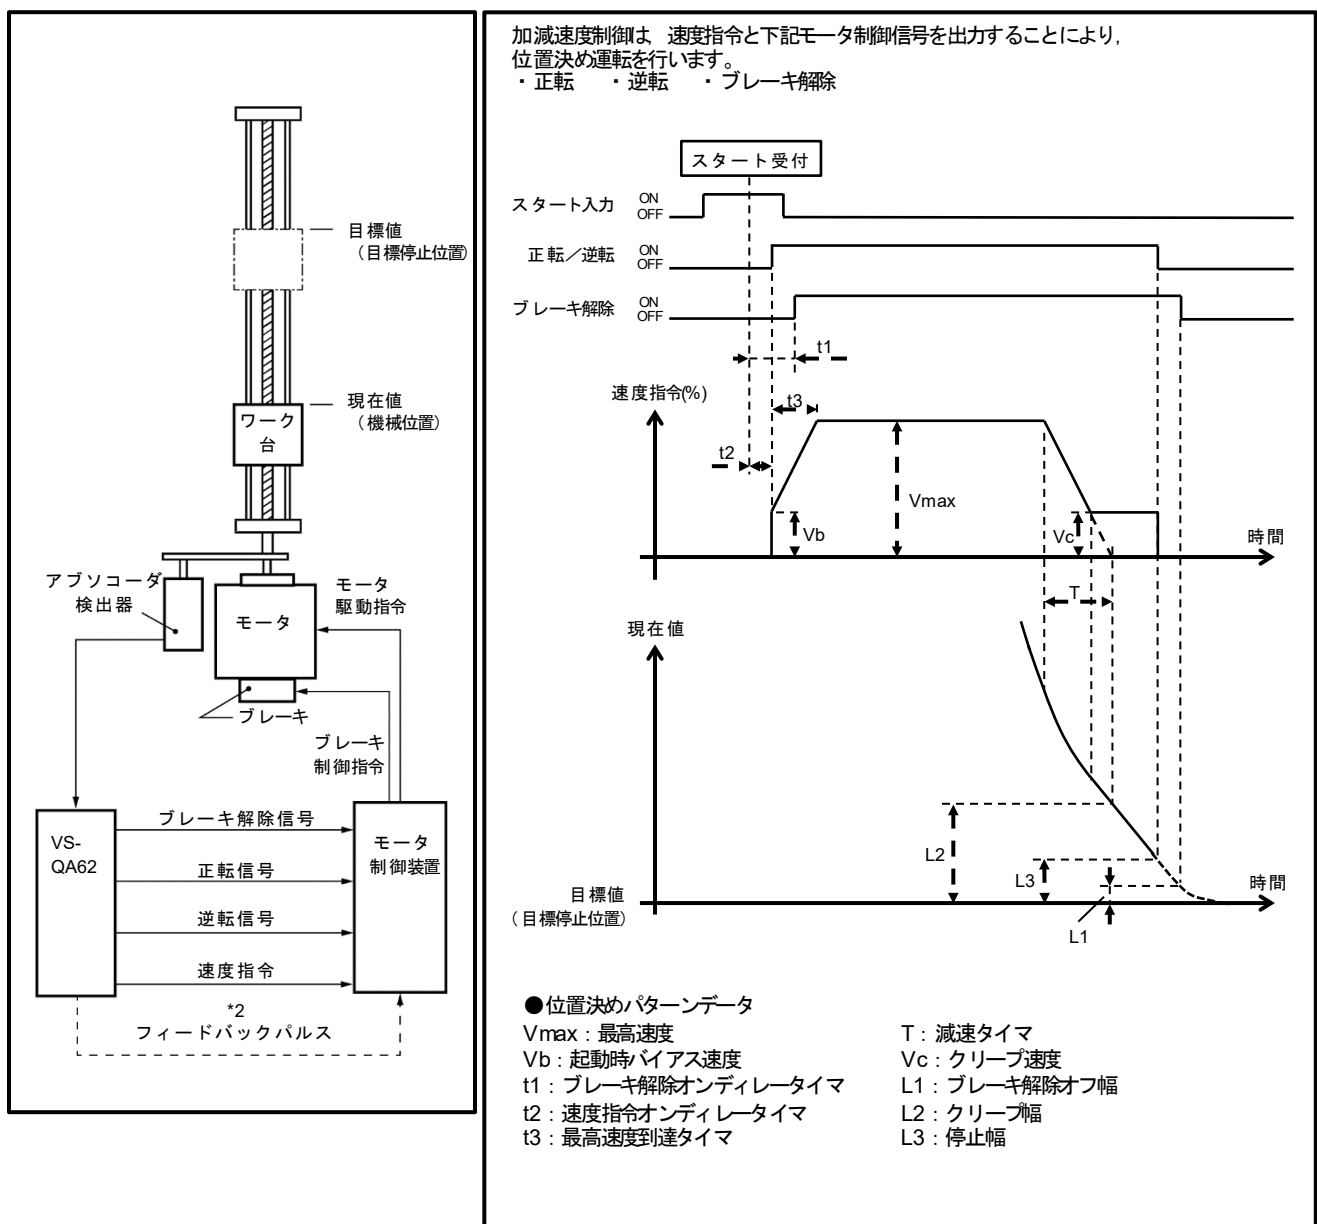 目標値
（目標停止位置）
現在値
（機械位置）
ワーク
台
アブソコーダ
検出器
モータ
モータ
駆動指令
ブレーキ
ブレーキ
制御指令
VS-
QA62
ブレーキ解除信号
正転信号
逆転信号
速度指令
モータ
制御装置
*2
フィードバックパルス
加減速度制御は，速度指令と下記モータ制御信号を出力することにより，
位置決め運転を行います。
・正転　・逆転　・ブレーキ解除
スタート受付
スタート入力 ON
OFF
正転／逆転 ON
OFF
ブレーキ解除 ON
OFF
t1
速度指令(%)
t3
t2
Vmax
Vb
Vc
時間
T
現在値
L2
L3
L1
目標値
（目標停止位置）
時間
●位置決めパターンデータ
Vmax：最高速度
Vb：起動時バイアス速度
t1：ブレーキ解除オンディレータイマ
t2：速度指令オンディレータイマ
t3：最高速度到達タイマ
T：減速タイマ
Vc：クリープ速度
L1：ブレーキ解除オフ幅
L2：クリープ幅
L3：停止幅